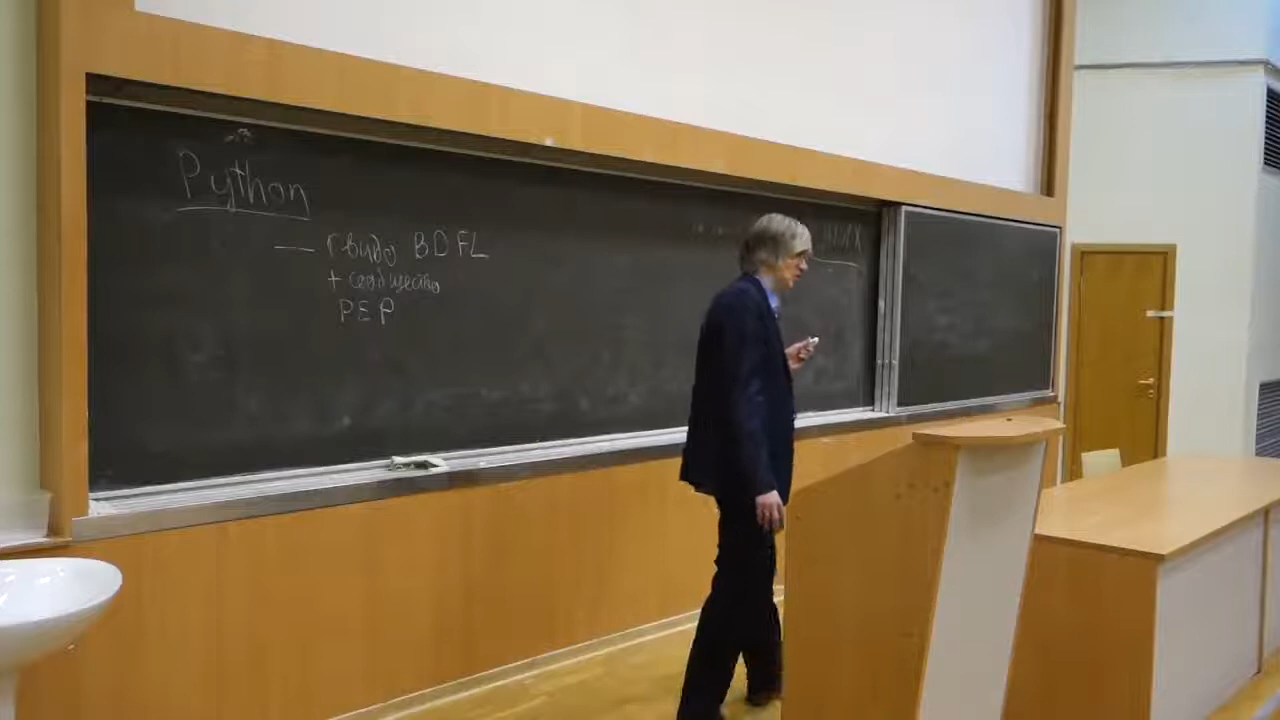 Python
— гвидо BDFL
+ сообщество
PEP